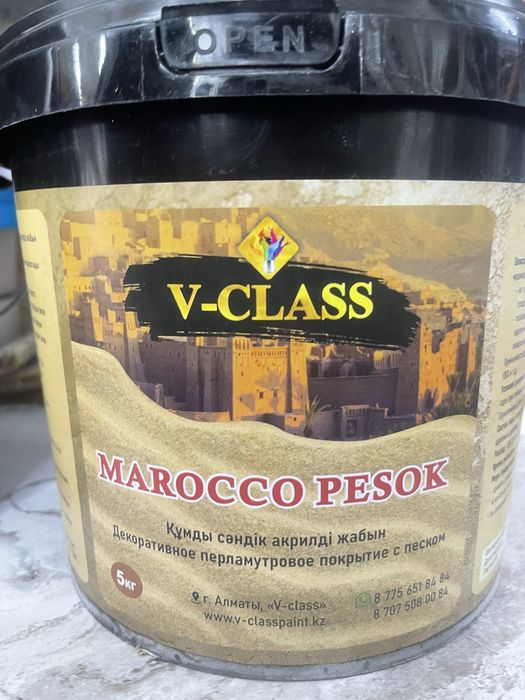 OPEN
V-CLASS
MAROCCO PESOK
Құмды сәндік акрилді жабын
Декоративное перламутровое покрытие с песком
5кг
г. Алматы, «V-class»
www.v-classpaint.kz
8 775 651 84 84
8 707 508 00 84